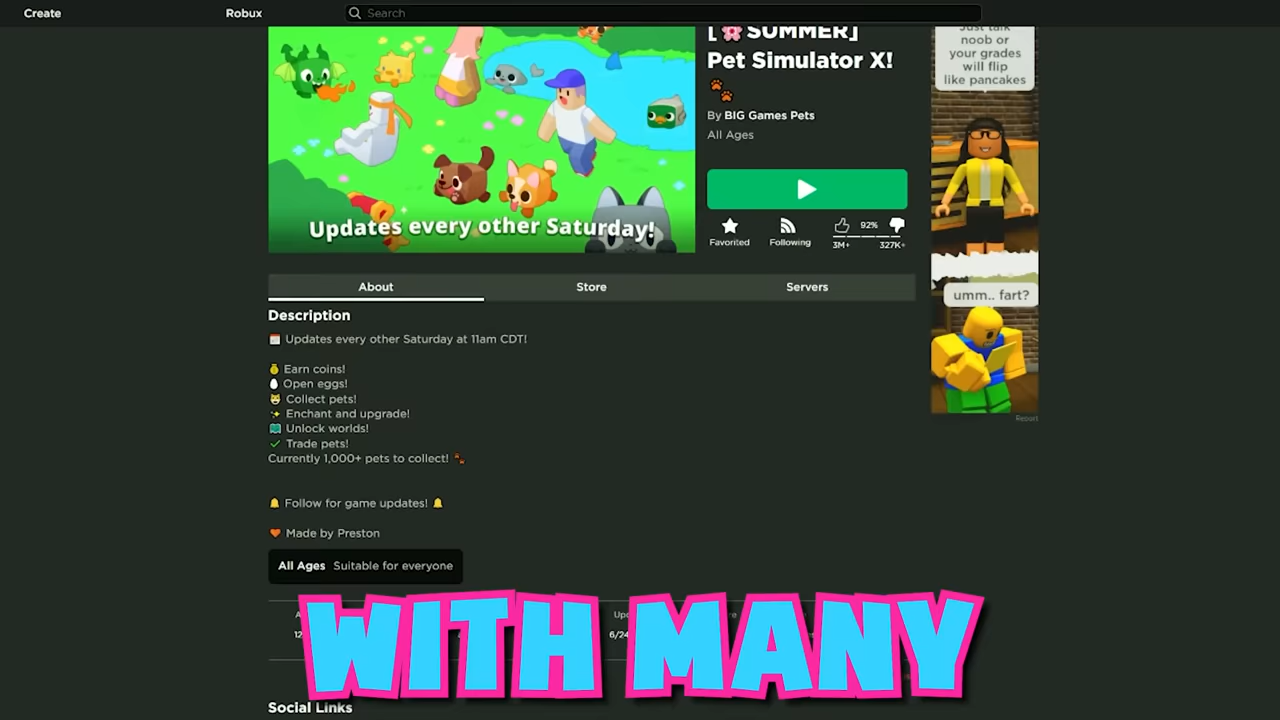 Create
Robux
Search
[🌸SUMMER]
Pet Simulator X!
🐾
By BIG Games Pets
All Ages
Favorited
Following
92%
3M+
327K+
Updates every other Saturday!
Just talk
noob or
your grades
will flip
like pancakes
umm.. fart?
Report
About
Store
Servers
Description
🗓️ Updates every other Saturday at 11am CDT!
💰 Earn coins!
🥚 Open eggs!
🐱 Collect pets!
✨ Enchant and upgrade!
🗺️ Unlock worlds!
✓ Trade pets!
Currently 1,000+ pets to collect! 🐾
🔔 Follow for game updates! 🔔
🧡 Made by Preston
All Ages Suitable for everyone
WITH MANY
Social Links